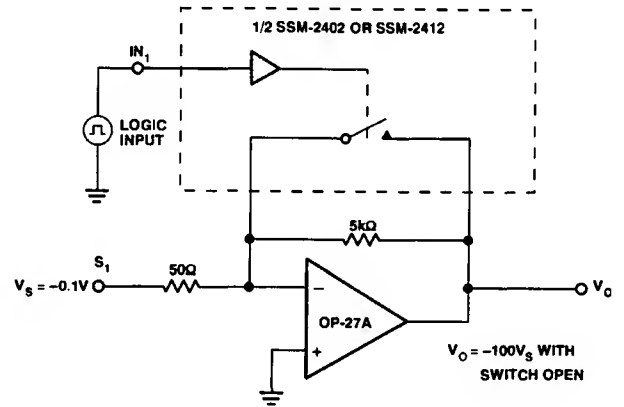 1/2 SSM-2402 OR SSM-2412
IN1
LOGIC
INPUT
5kΩ
S1
50Ω
VS = −0.1V
−
OP-27A
+
VO
VO = −100VS WITH
SWITCH OPEN